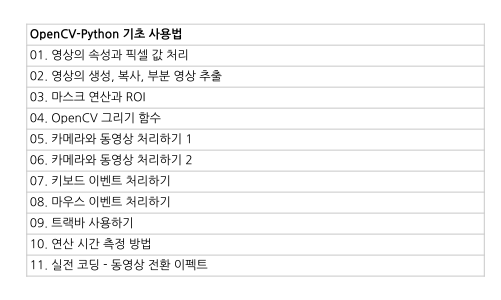 OpenCV-Python 기초 사용법
01. 영상의 속성과 픽셀 값 처리
02. 영상의 생성, 복사, 부분 영상 추출
03. 마스크 연산과 ROI
04. OpenCV 그리기 함수
05. 카메라와 동영상 처리하기 1
06. 카메라와 동영상 처리하기 2
07. 키보드 이벤트 처리하기
08. 마우스 이벤트 처리하기
09. 트랙바 사용하기
10. 연산 시간 측정 방법
11. 실전 코딩 - 동영상 전환 이펙트